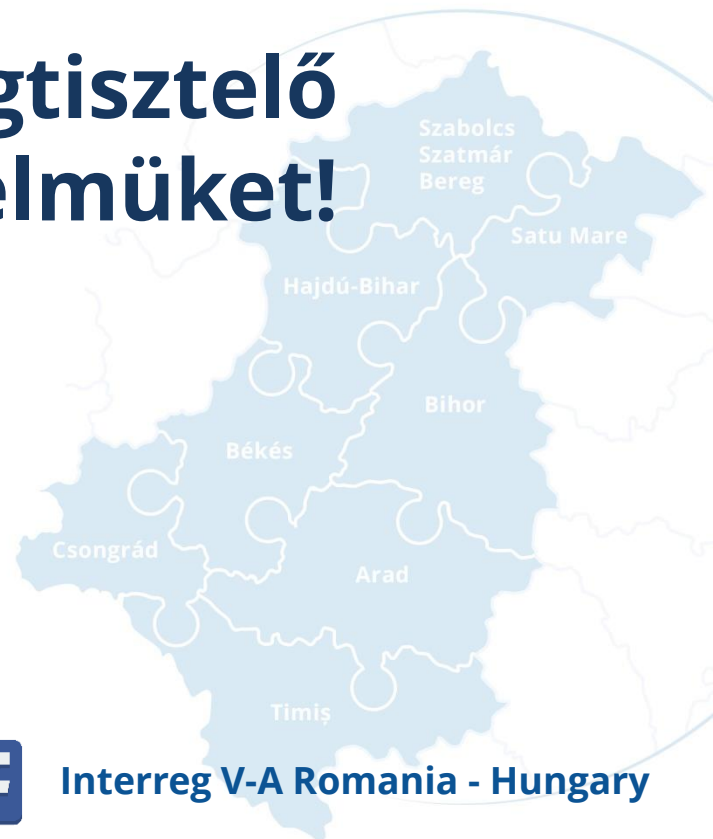 gtisztelő
elmüket!
Szabolcs
Szatmár
Bereg
Satu Mare
Hajdú-Bihar
Bihor
Békés
Csongrád
Arad
Timiș
Interreg V-A Romania - Hungary